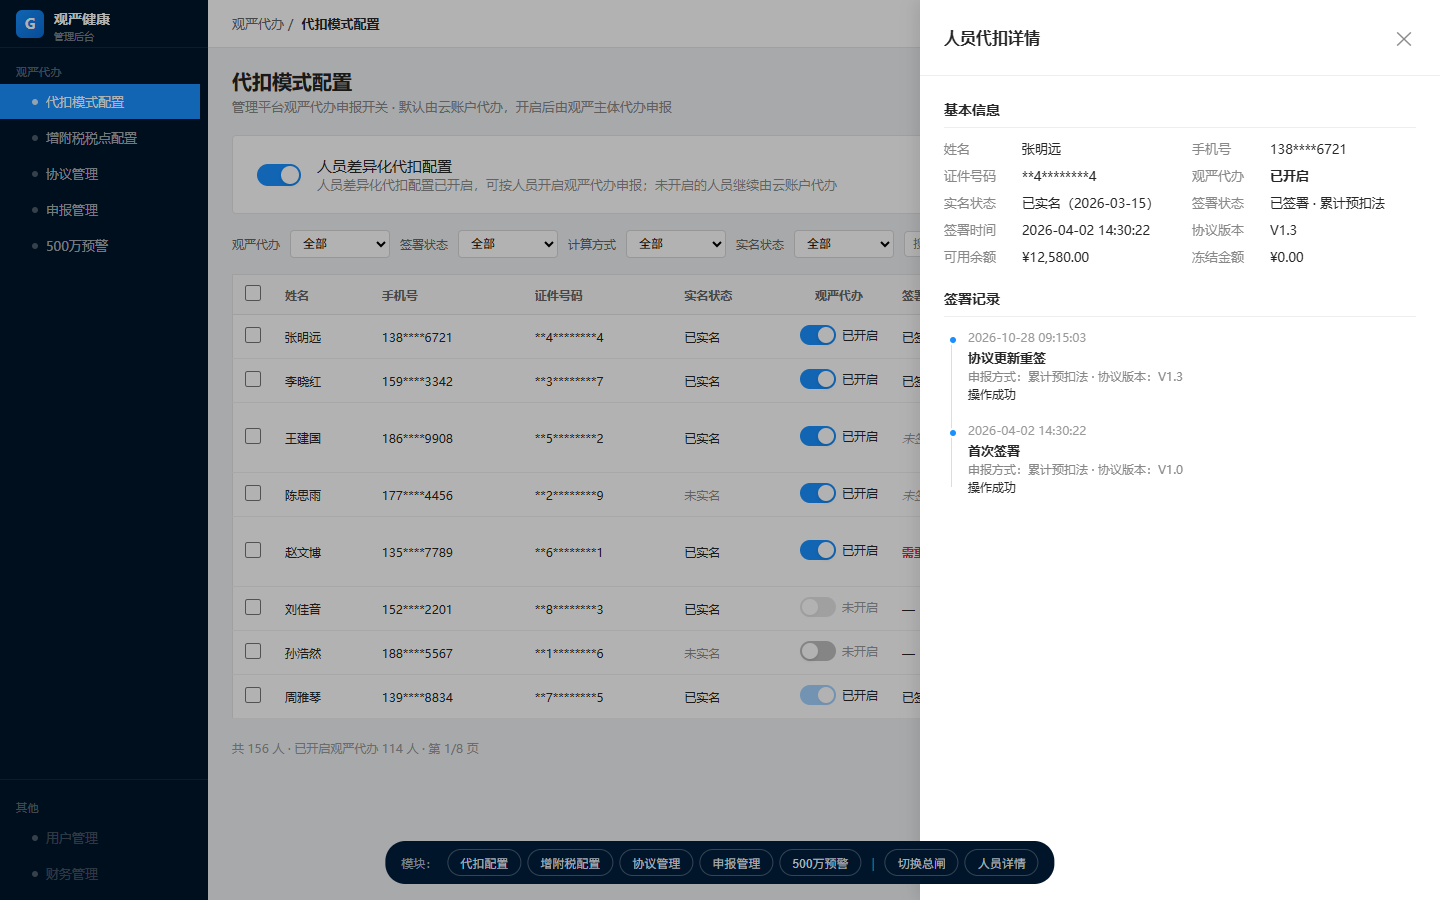 G
观严健康
管理后台
观严代办
代扣模式配置
增附税税点配置
协议管理
申报管理
500万预警
其他
用户管理
财务管理
观严代办 / 代扣模式配置
代扣模式配置
管理平台观严代办申报开关 · 默认由云账户代办，开启后由观严主体代办申报
人员差异化代扣配置
人员差异化代扣配置已开启，可按人员开启观严代办申报；未开启的人员继续由云账户代办
观严代办 全部 签署状态 全部 计算方式 全部 实名状态 全部
姓名 手机号 证件号码 实名状态 观严代办
张明远 138****6721 **4********4 已实名 已开启
李晓红 159****3342 **3********7 已实名 已开启
王建国 186****9908 **5********2 已实名 已开启
陈思雨 177****4456 **2********9 未实名 已开启
赵文博 135****7789 **6********1 已实名 已开启
刘佳音 152****2201 **8********3 已实名 未开启 —
孙浩然 188****5567 **1********6 未实名 未开启 —
周雅琴 139****8834 **7********5 已实名 已开启
共 156 人 · 已开启观严代办 114 人 · 第 1/8 页
人员代扣详情
基本信息
姓名 张明远 手机号 138****6721
证件号码 **4********4 观严代办 已开启
实名状态 已实名（2026-03-15） 签署状态 已签署 · 累计预扣法
签署时间 2026-04-02 14:30:22 协议版本 V1.3
可用余额 ¥12,580.00 冻结金额 ¥0.00
签署记录
2026-10-28 09:15:03
协议更新重签
申报方式：累计预扣法 · 协议版本：V1.3
操作成功
2026-04-02 14:30:22
首次签署
申报方式：累计预扣法 · 协议版本：V1.0
操作成功
模块： 代扣配置 增附税配置 协议管理 申报管理 500万预警 | 切换总闸 人员详情